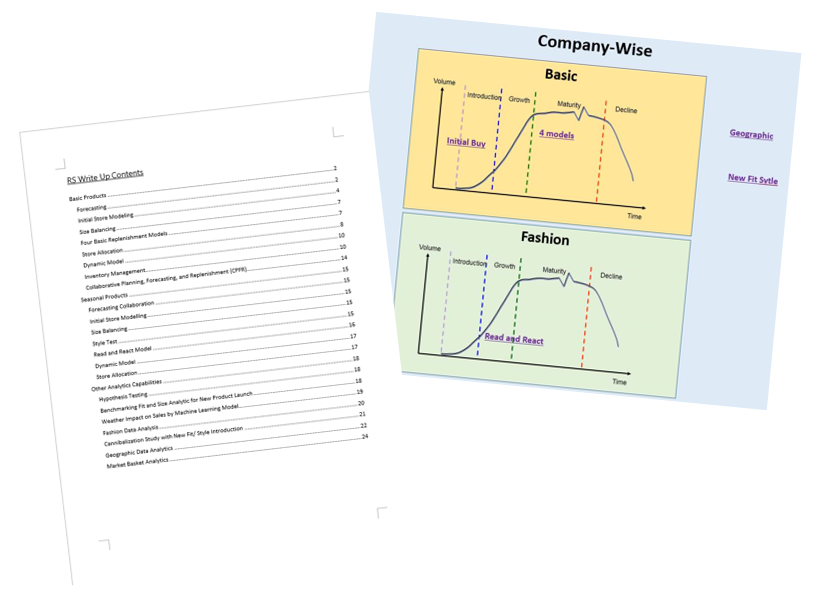 RS Write Up Contents
Basic Products 2
Forecasting 2
Initial Store Modeling 4
Size Balancing 7
Four Basic Replenishment Models 7
Store Allocation 8
Dynamic Model 10
Inventory Management 10
Collaborative Planning, Forecasting, and Replenishment (CPFR) 14
Seasonal Products 15
Forecasting Collaboration 15
Initial Store Modelling 15
Size Balancing 15
Style Test 15
Read and React Model 16
Dynamic Model 17
Store Allocation 17
Other Analytics Capabilities 18
Hypothesis Testing 18
Benchmarking Fit and Size Analytic for New Product Launch 18
Weather Impact on Sales by Machine Learning Model 19
Fashion Data Analysis 20
Cannibalization Study with New Fit/ Style Introduction 21
Geographic Data Analytics 22
Market Basket Analytics 24
Company-Wise
Basic
Volume
Introduction Growth Maturity Decline
Initial Buy
4 models
Time
Fashion
Volume
Introduction Growth Maturity Decline
Read and React
Time
Geographic
New Fit Sytle